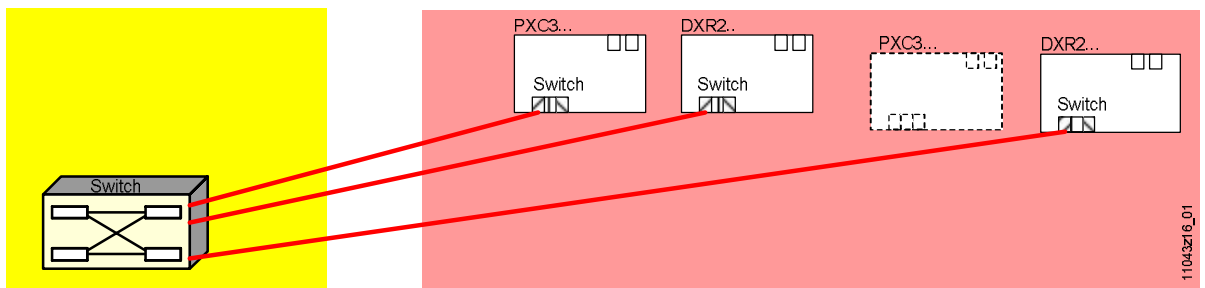 PXC3...
DXR2..
PXC3...
DXR2...
Switch
Switch
Switch
Switch
11043z16_01